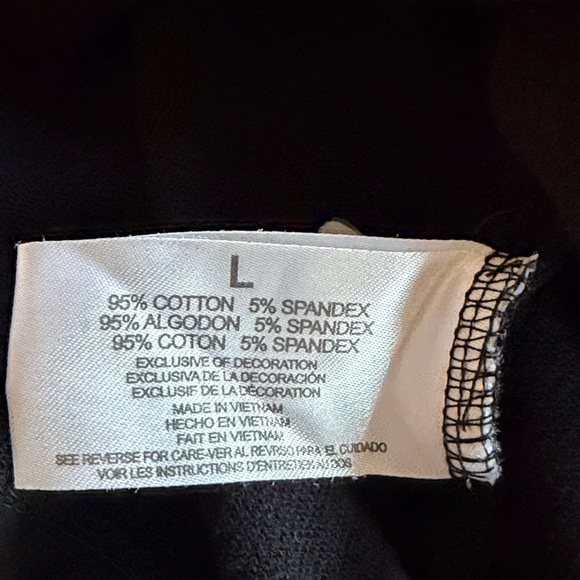 L
95% COTTON 5% SPANDEX
95% ALGODON 5% SPANDEX
95% COTON 5% SPANDEX
EXCLUSIVE OF DECORATION
EXCLUSIVA DE LA DECORACIÓN
EXCLUSIF DE LA DÉCORATION
MADE IN VIETNAM
HECHO EN VIETNAM
FAIT EN VIETNAM
SEE REVERSE FOR CARE-VER AL REVERSO PARA EL CUIDADO
VOIR LES INSTRUCTIONS D'ENTRETIEN AU DOS